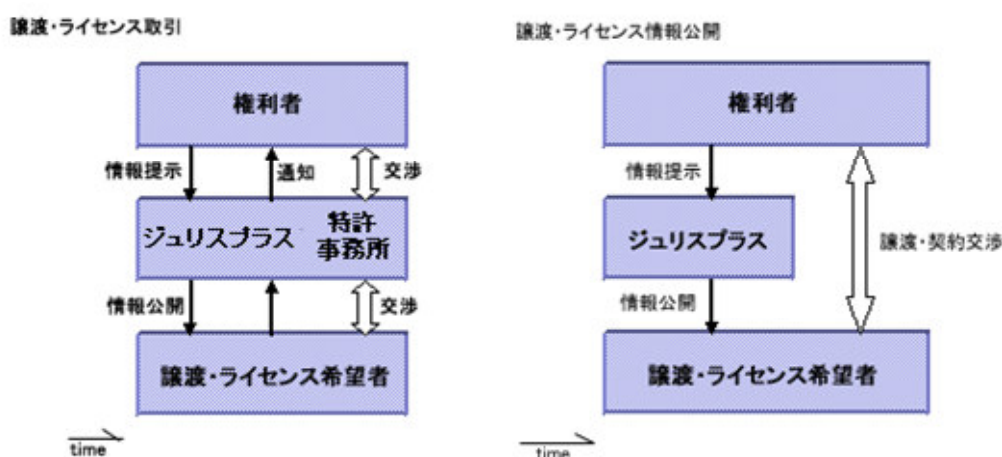 譲渡・ライセンス取引
権利者
情報提示
通知
交渉
ジュリスプラス
特許
事務所
情報公開
交渉
譲渡・ライセンス希望者
time
譲渡・ライセンス情報公開
権利者
情報提示
ジュリスプラス
譲渡・契約交渉
情報公開
譲渡・ライセンス希望者
time